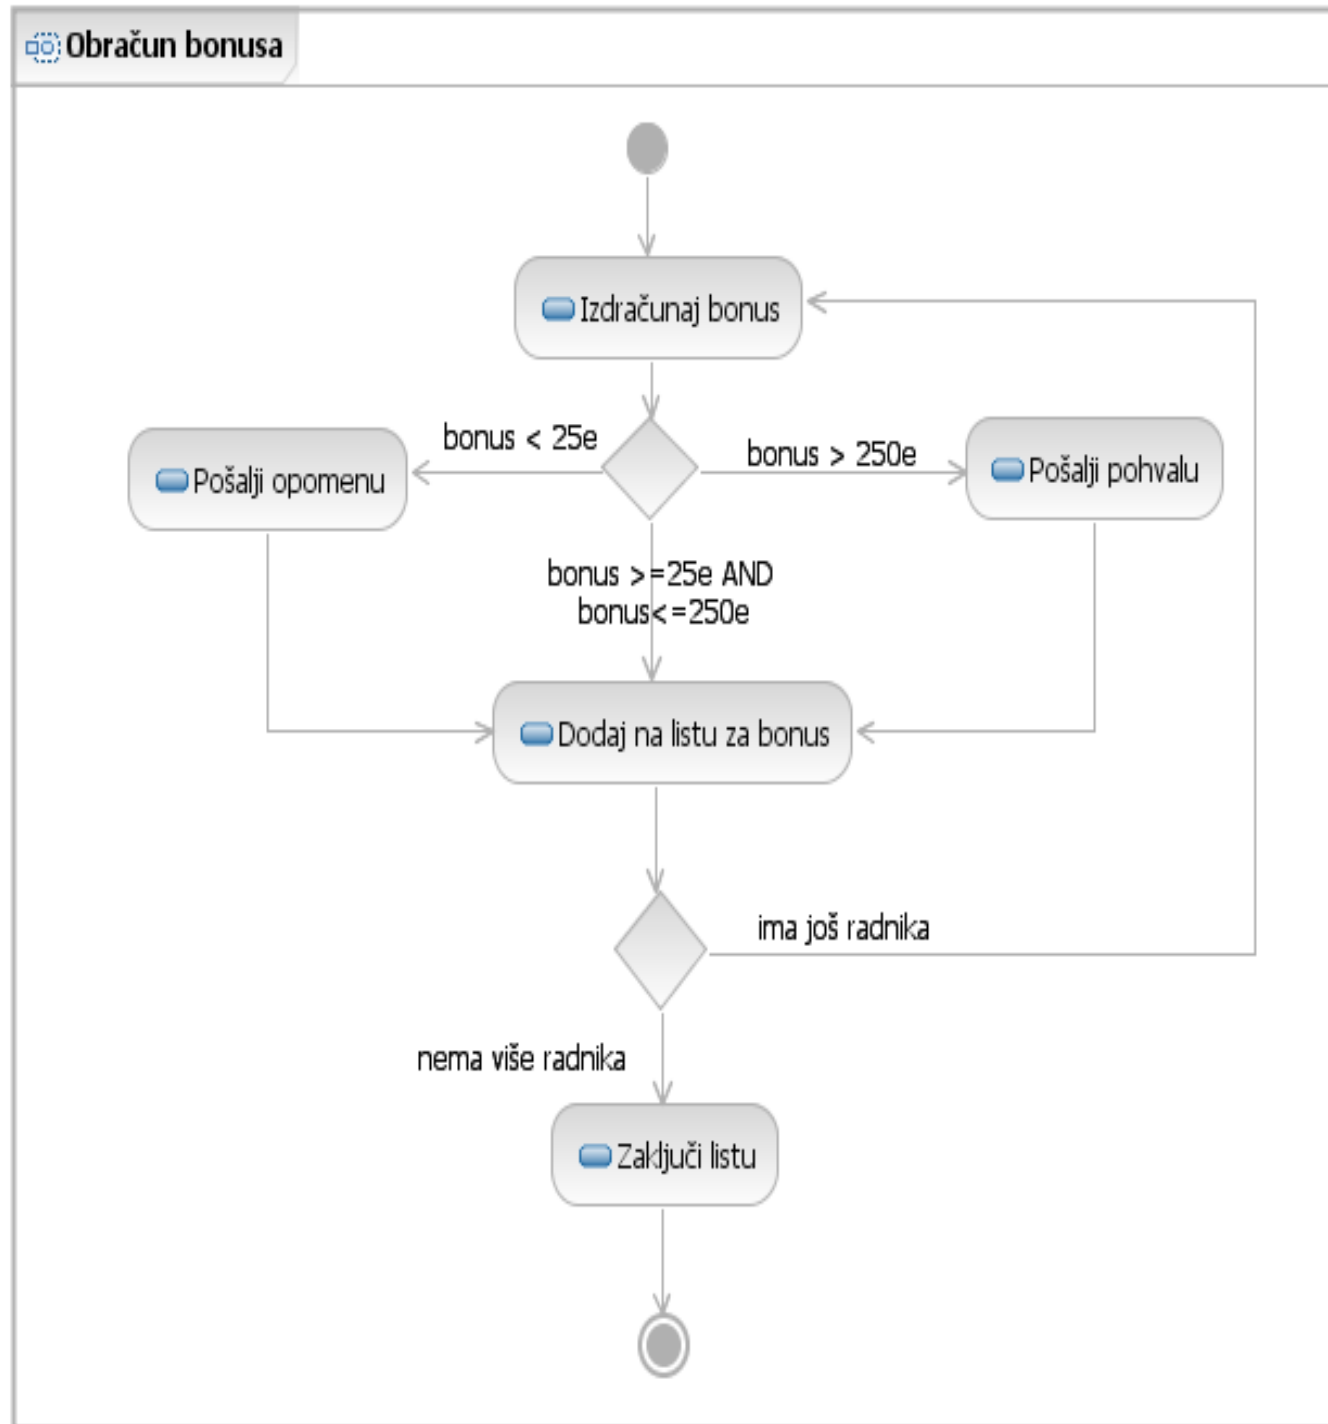 Obračun bonusa
Izdračunaj bonus
bonus < 25e
bonus > 250e
Pošalji opomenu
Pošalji pohvalu
bonus >=25e AND
bonus<=250e
Dodaj na listu za bonus
ima još radnika
nema više radnika
Zaključi listu